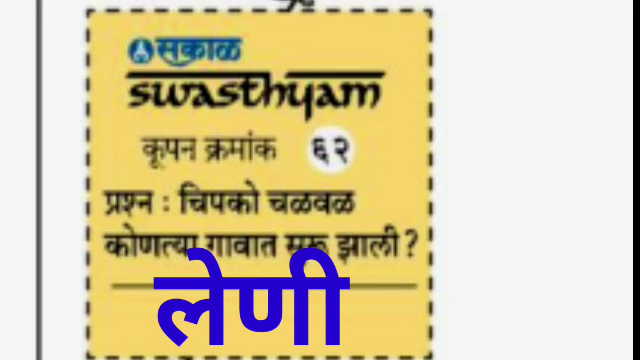 सकाळ
swasthyam
कूपन क्रमांक ६२
प्रश्न : चिपको चळवळ
कोणत्या गावात सुरू झाली?
लेणी